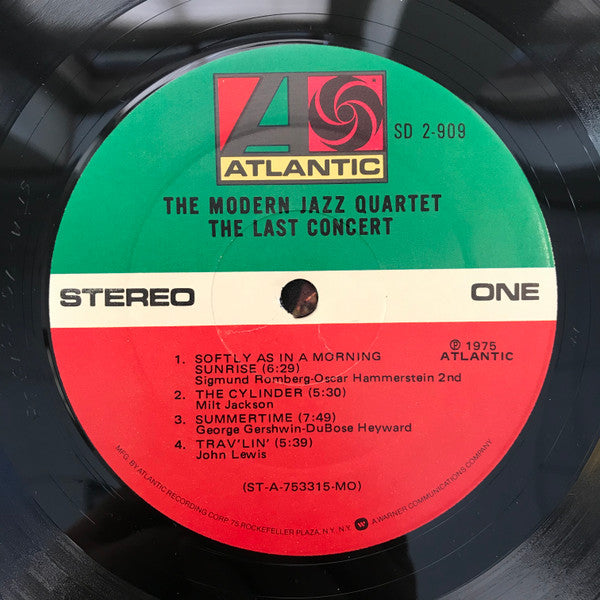 A
SD 2-909
ATLANTIC
THE MODERN JAZZ QUARTET
THE LAST CONCERT
STEREO
ONE
℗ 1975
ATLANTIC
1. SOFTLY AS IN A MORNING
SUNRISE (6:29)
Sigmund Romberg-Oscar Hammerstein 2nd
2. THE CYLINDER (5:30)
Milt Jackson
3. SUMMERTIME (7:49)
George Gershwin-DuBose Heyward
4. TRAV'LIN' (5:39)
John Lewis
(ST-A-753315-MO)
MFG. BY ATLANTIC RECORDING CORP. 75 ROCKEFELLER PLAZA, N.Y. N.Y. W A WARNER COMMUNICATIONS COMPANY